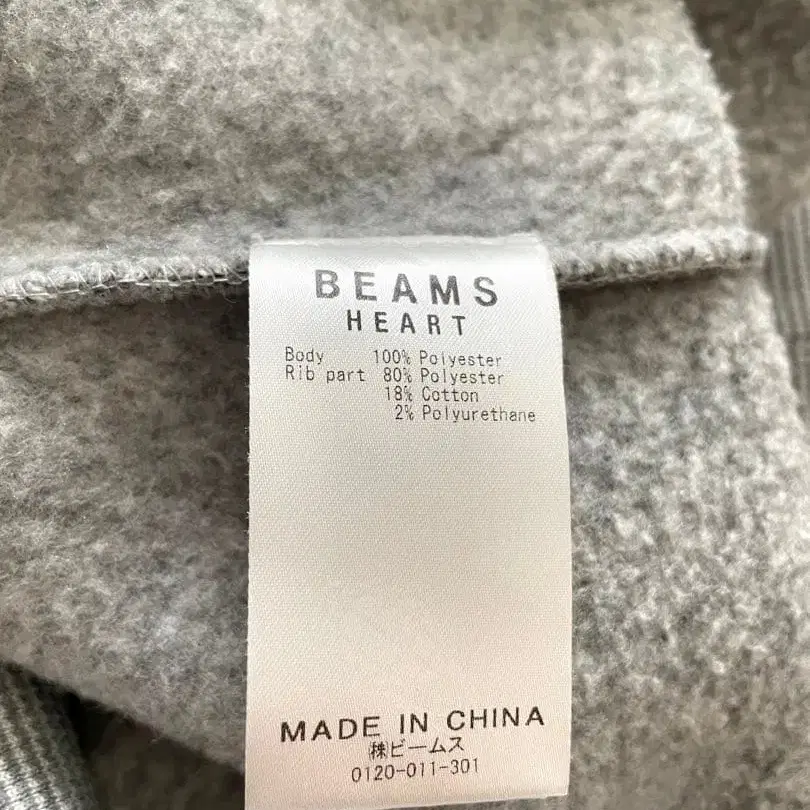 BEAMS
HEART
Body 100% Polyester
Rib part 80% Polyester
18% Cotton
2% Polyurethane
MADE IN CHINA
㈱ビームス
0120-011-301